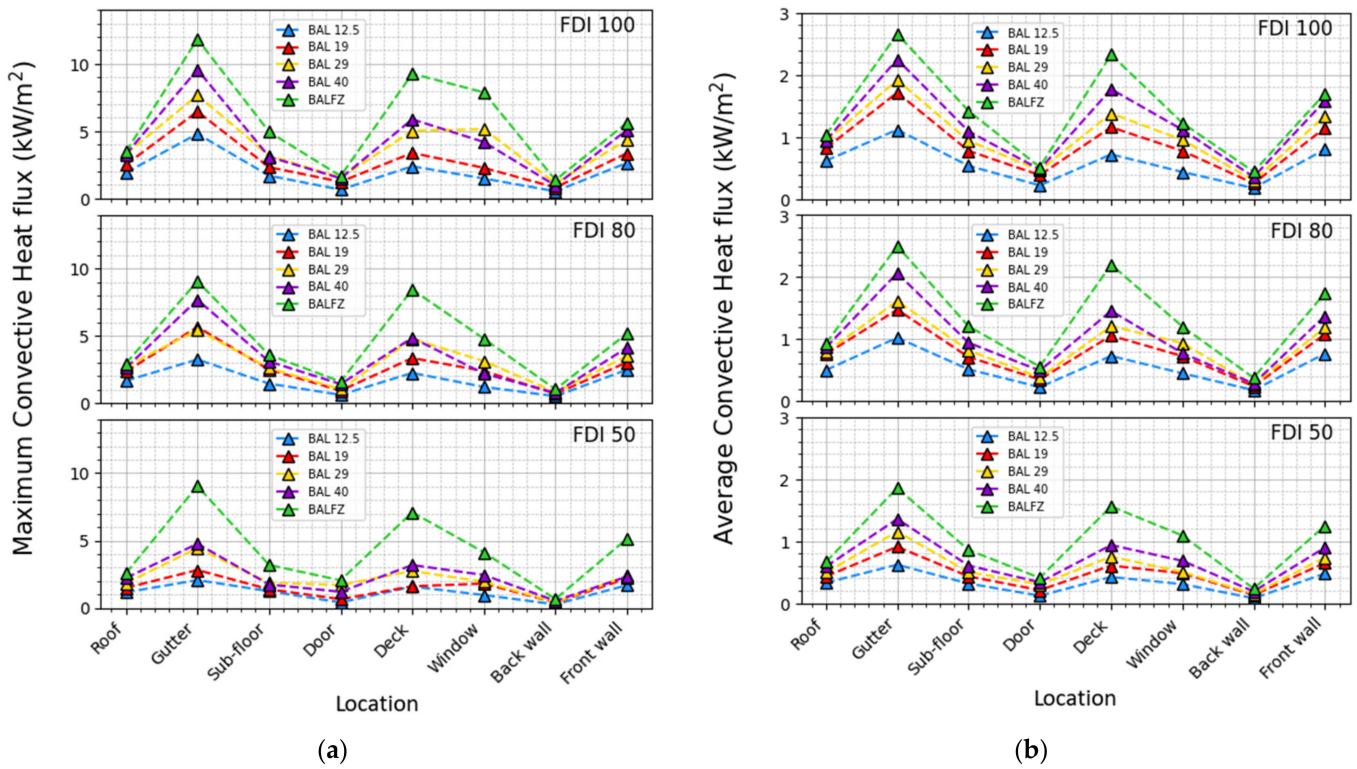 Maximum Convective Heat flux (kW/m²)
FDI 100
BAL 12.5
BAL 19
BAL 29
BAL 40
BALFZ
10
5
0
FDI 80
BAL 12.5
BAL 19
BAL 29
BAL 40
BALFZ
10
5
0
FDI 50
BAL 12.5
BAL 19
BAL 29
BAL 40
BALFZ
10
5
0
Roof
Gutter
Sub-floor
Door
Deck
Window
Back wall
Front wall
Location
(a)
Average Convective Heat flux (kW/m²)
FDI 100
BAL 12.5
BAL 19
BAL 29
BAL 40
BALFZ
3
2
1
0
FDI 80
BAL 12.5
BAL 19
BAL 29
BAL 40
BALFZ
3
2
1
0
FDI 50
BAL 12.5
BAL 19
BAL 29
BAL 40
BALFZ
3
2
1
0
Roof
Gutter
Sub-floor
Door
Deck
Window
Back wall
Front wall
Location
(b)